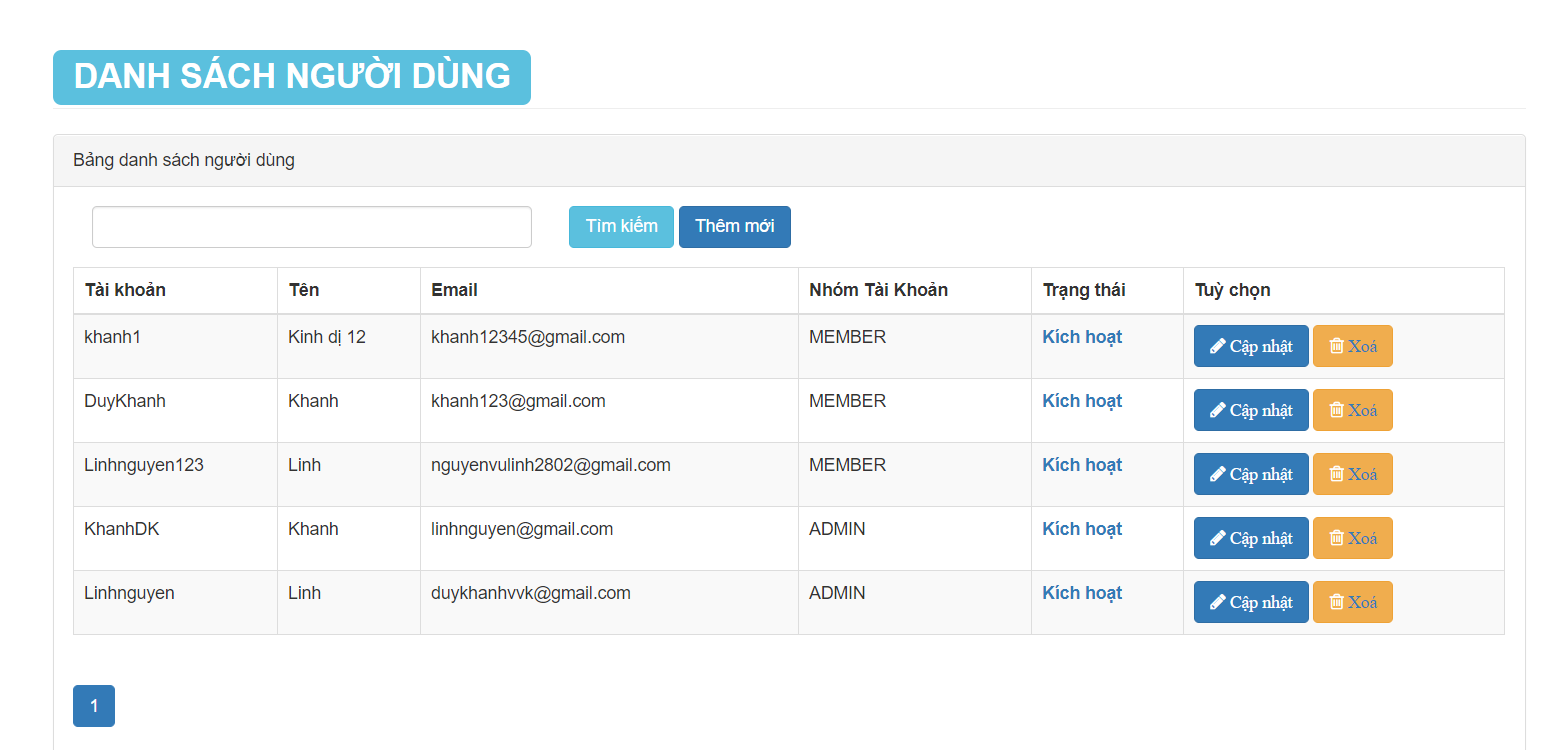 DANH SÁCH NGƯỜI DÙNG
Bảng danh sách người dùng
Tìm kiếm Thêm mới
Tài khoản Tên Email Nhóm Tài Khoản Trạng thái Tuỳ chọn
khanh1 Kinh dị 12 khanh12345@gmail.com MEMBER Kích hoạt Cập nhật Xoá
DuyKhanh Khanh khanh123@gmail.com MEMBER Kích hoạt Cập nhật Xoá
Linhnguyen123 Linh nguyenvulinh2802@gmail.com MEMBER Kích hoạt Cập nhật Xoá
KhanhDK Khanh linhnguyen@gmail.com ADMIN Kích hoạt Cập nhật Xoá
Linhnguyen Linh duykhanhvvk@gmail.com ADMIN Kích hoạt Cập nhật Xoá
1